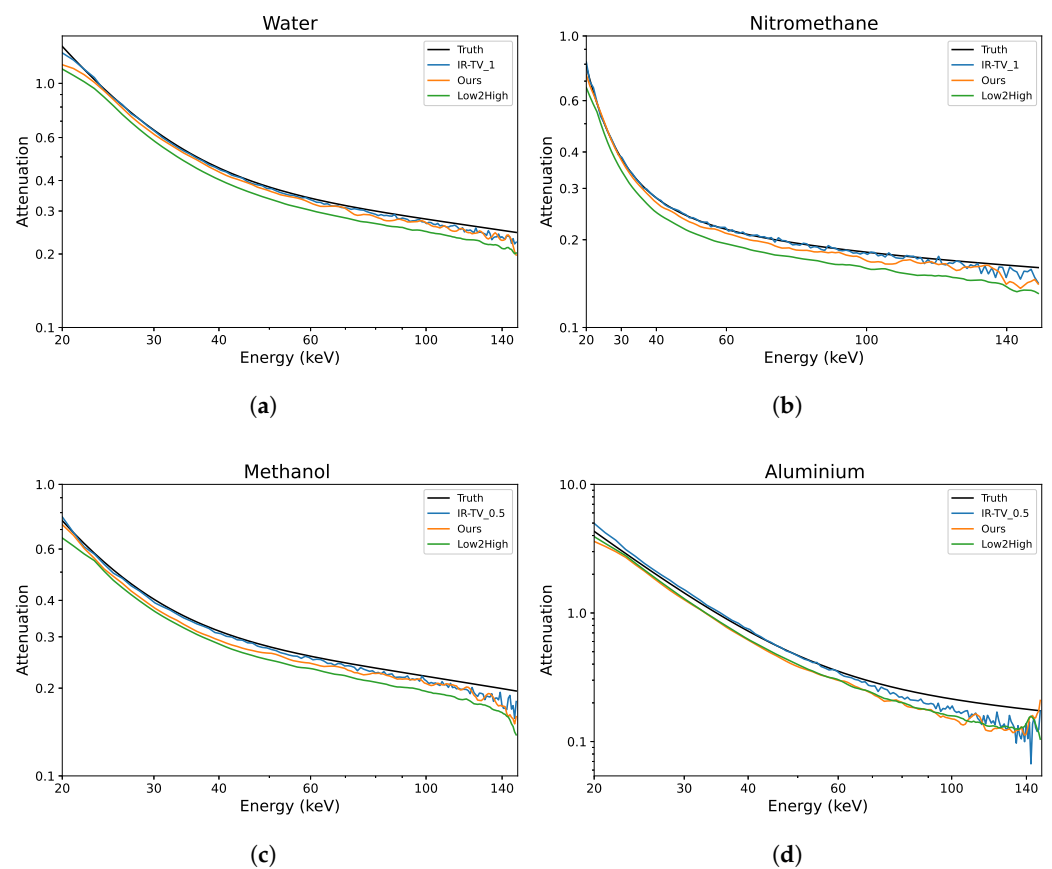 Water
Attenuation
1.0
0.6
0.4
0.3
0.2
0.1
20
30
40
60
100
140
Energy (keV)
Truth
IR-TV_1
Ours
Low2High
(a)
Nitromethane
Attenuation
1.0
0.6
0.4
0.3
0.2
0.1
20
30
40
60
100
140
Energy (keV)
Truth
IR-TV_1
Ours
Low2High
(b)
Methanol
Attenuation
1.0
0.6
0.4
0.3
0.2
0.1
20
30
40
60
100
140
Energy (keV)
Truth
IR-TV_0.5
Ours
Low2High
(c)
Aluminium
Attenuation
10.0
1.0
0.1
20
30
40
60
100
140
Energy (keV)
Truth
IR-TV_0.5
Ours
Low2High
(d)